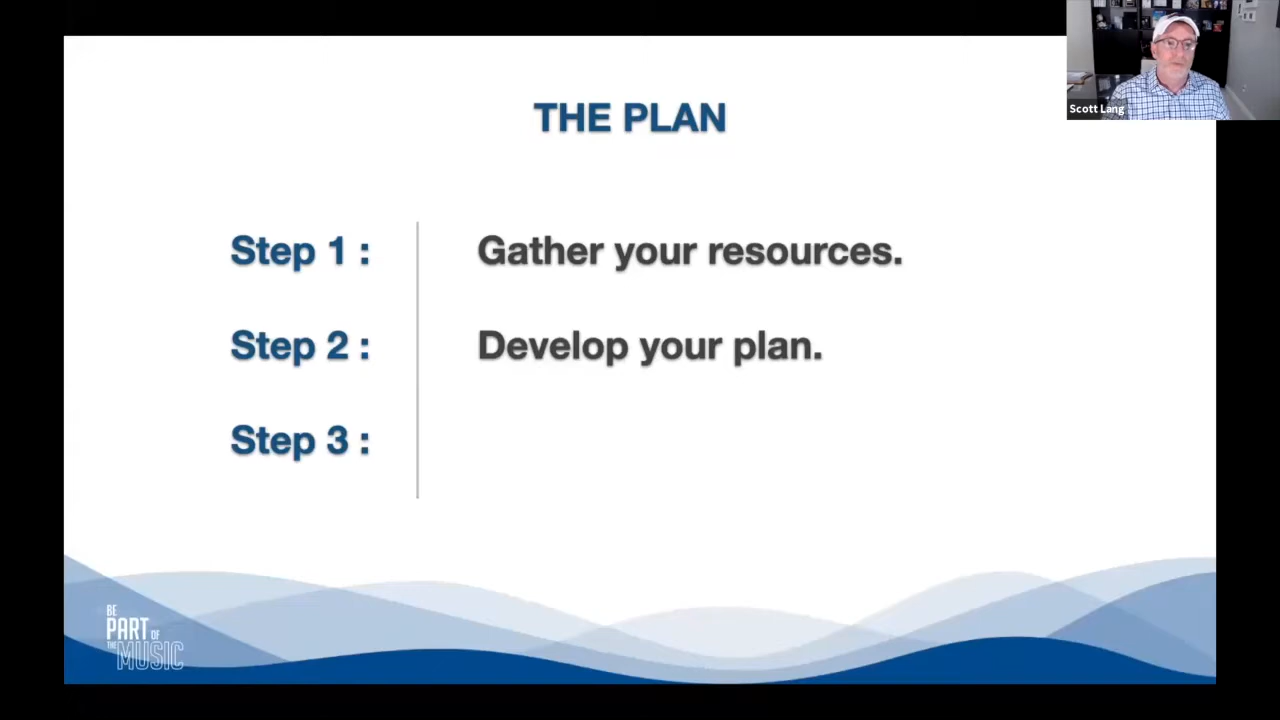 Scott Lang
THE PLAN
Step 1 :
Gather your resources.
Step 2 :
Develop your plan.
Step 3 :
BE
PART OF
THE MUSIC